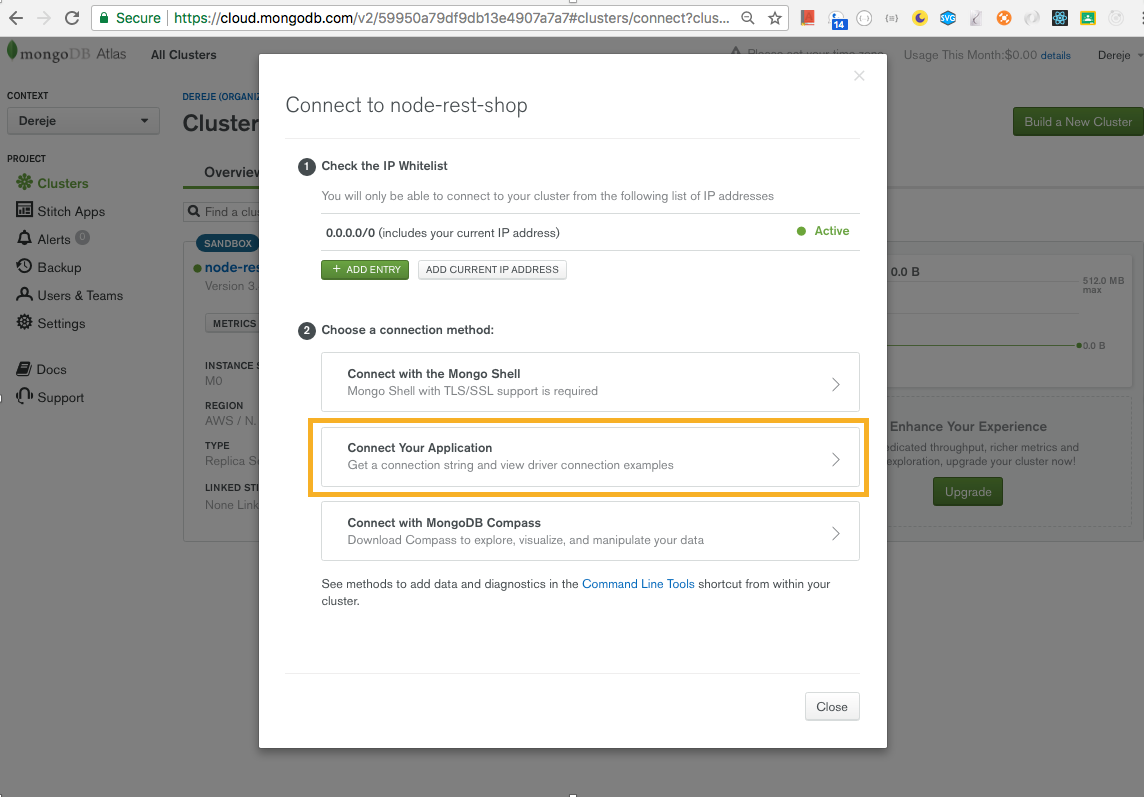 Secure https://cloud.mongodb.com/v2/59950a79df9db13e4907a7a7#clusters/connect?clus...
14
SVG
mongoDB Atlas All Clusters Please set your time zone Usage This Month:$0.00 details Dereje
CONTEXT
Dereje
DEREJE (ORGANIZ
Cluster
Build a New Cluster
PROJECT
Clusters
Stitch Apps
Alerts 0
Backup
Users & Teams
Settings
Docs
Support
Overview
Find a clus
SANDBOX
node-res
Version 3.
METRICS
INSTANCE S
M0
REGION
AWS / N.
TYPE
Replica Se
LINKED STI
None Link
Connect to node-rest-shop
1 Check the IP Whitelist
You will only be able to connect to your cluster from the following list of IP addresses
0.0.0.0/0 (includes your current IP address) Active
+ ADD ENTRY ADD CURRENT IP ADDRESS
2 Choose a connection method:
Connect with the Mongo Shell
Mongo Shell with TLS/SSL support is required
Connect Your Application
Get a connection string and view driver connection examples
Connect with MongoDB Compass
Download Compass to explore, visualize, and manipulate your data
See methods to add data and diagnostics in the Command Line Tools shortcut from within your
cluster.
Close
0.0 B
512.0 MB
max
0.0 B
Enhance Your Experience
dicated throughput, richer metrics and
exploration, upgrade your cluster now!
Upgrade